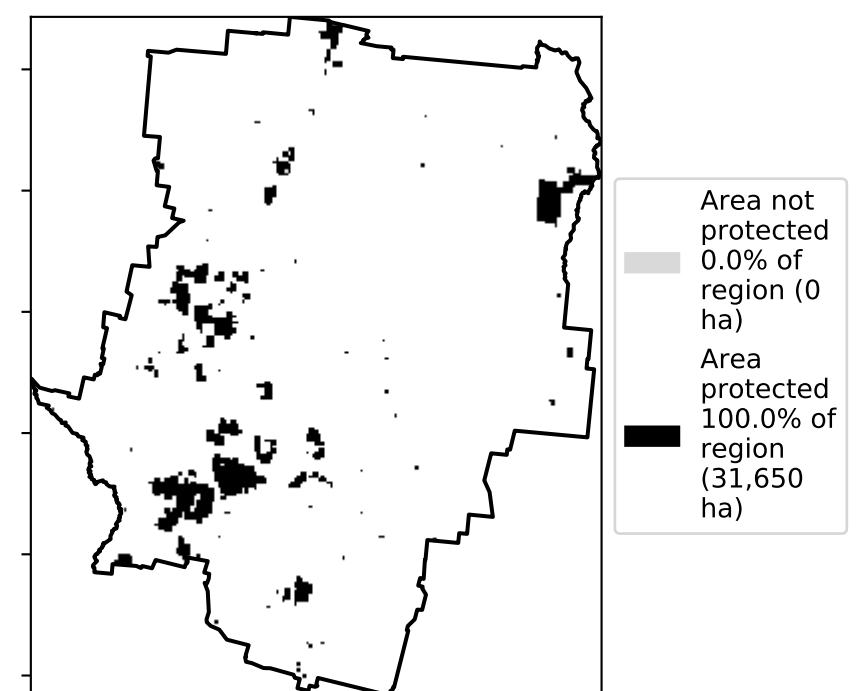 Area not
protected
0.0% of
region (0
ha)
Area
protected
100.0% of
region
(31,650
ha)